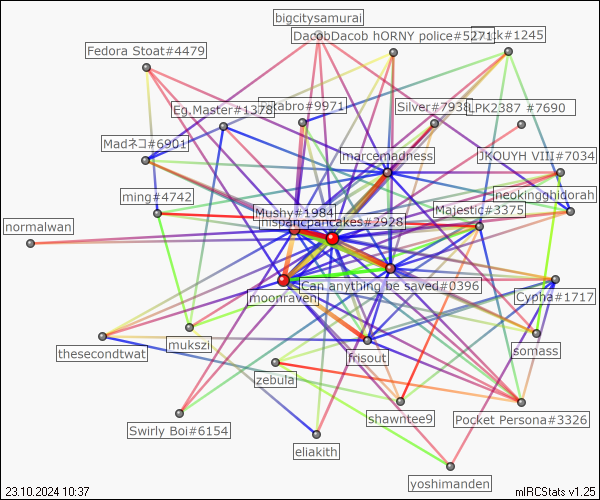 bigcitysamurai
DacobDacob hORNY police#5271
#1245
Fedora Stoat#4479
Eg.Master#1378
#9971
Silver#7938
LPK2387 #7690
Madネコ#6901
marcemadness
JKOUYH VIII#7034
ming#4742
neokingghidorah
Mushy#1984
Majestic#3375
hispanicpancakes#2928
normalwan
Can anything be saved#0396
moonraven
Cypha#1717
thesecondtwat
mukszi
frisout
somass
zebula
shawntee9
Pocket Persona#3326
Swirly Boi#6154
eliakith
yoshimanden
23.10.2024 10:37
mIRCStats v1.25